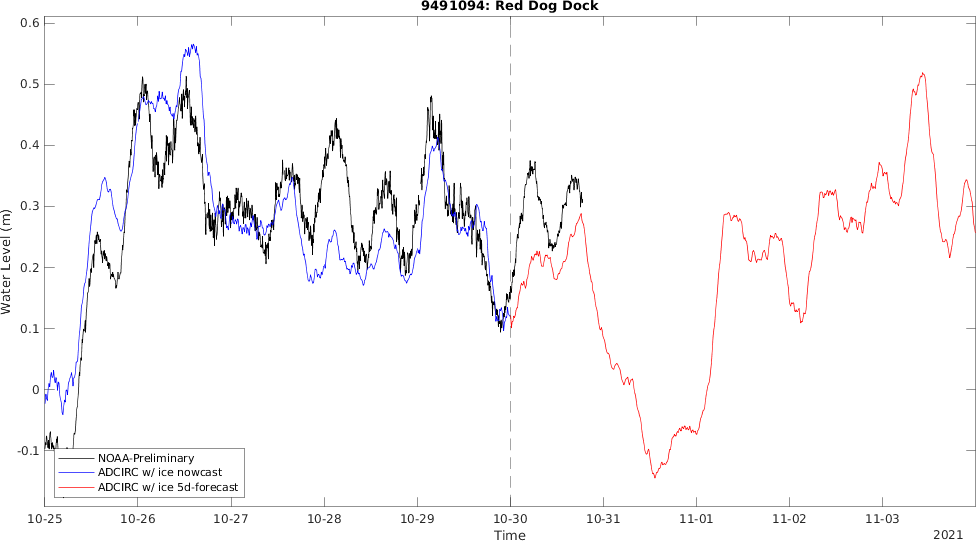 9491094: Red Dog Dock
0.6
0.5
0.4
0.3
0.2
0.1
0
-0.1
Water Level (m)
NOAA-Preliminary
ADCIRC w/ ice nowcast
ADCIRC w/ ice 5d-forecast
10-25 10-26 10-27 10-28 10-29 10-30 10-31 11-01 11-02 11-03
Time
2021